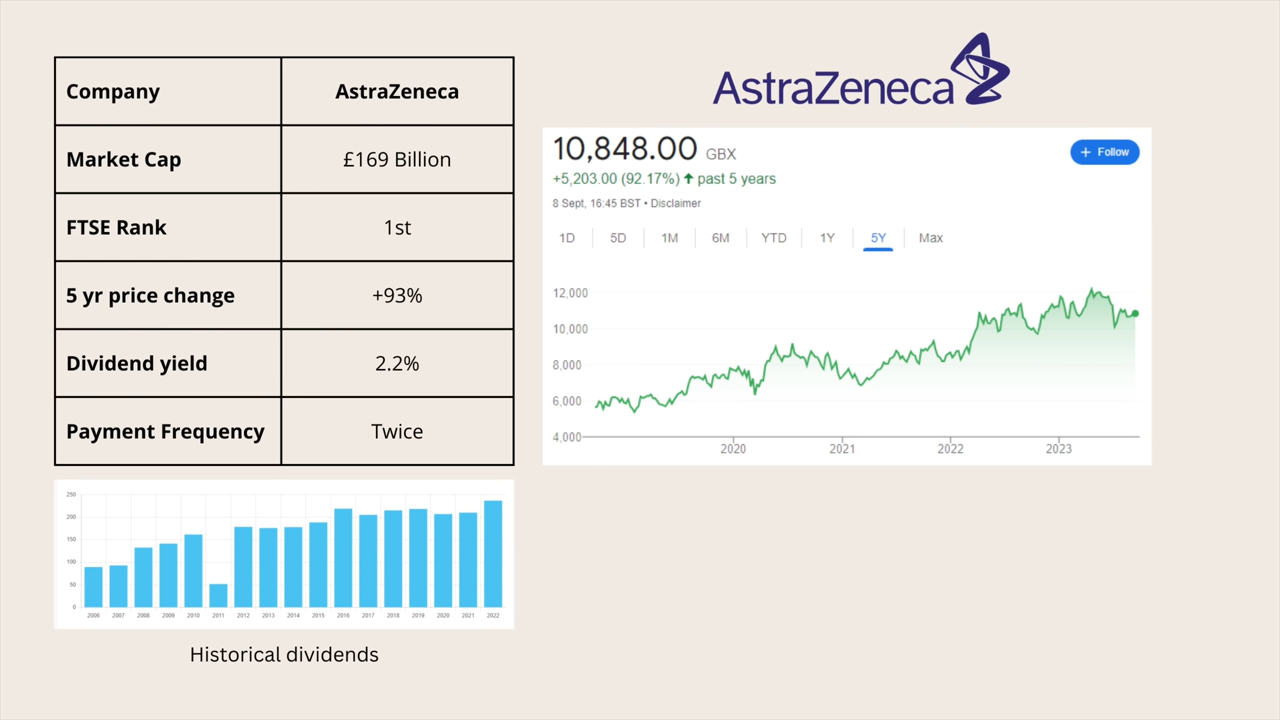 Company AstraZeneca
Market Cap £169 Billion
FTSE Rank 1st
5 yr price change +93%
Dividend yield 2.2%
Payment Frequency Twice
250
200
150
100
50
0
2006 2007 2008 2009 2010 2011 2012 2013 2014 2015 2016 2017 2018 2019 2020 2021 2022
Historical dividends
AstraZeneca
10,848.00 GBX
+ Follow
+5,203.00 (92.17%) ↑ past 5 years
8 Sept, 16:45 BST • Disclaimer
1D 5D 1M 6M YTD 1Y 5Y Max
12,000
10,000
8,000
6,000
4,000
2020 2021 2022 2023